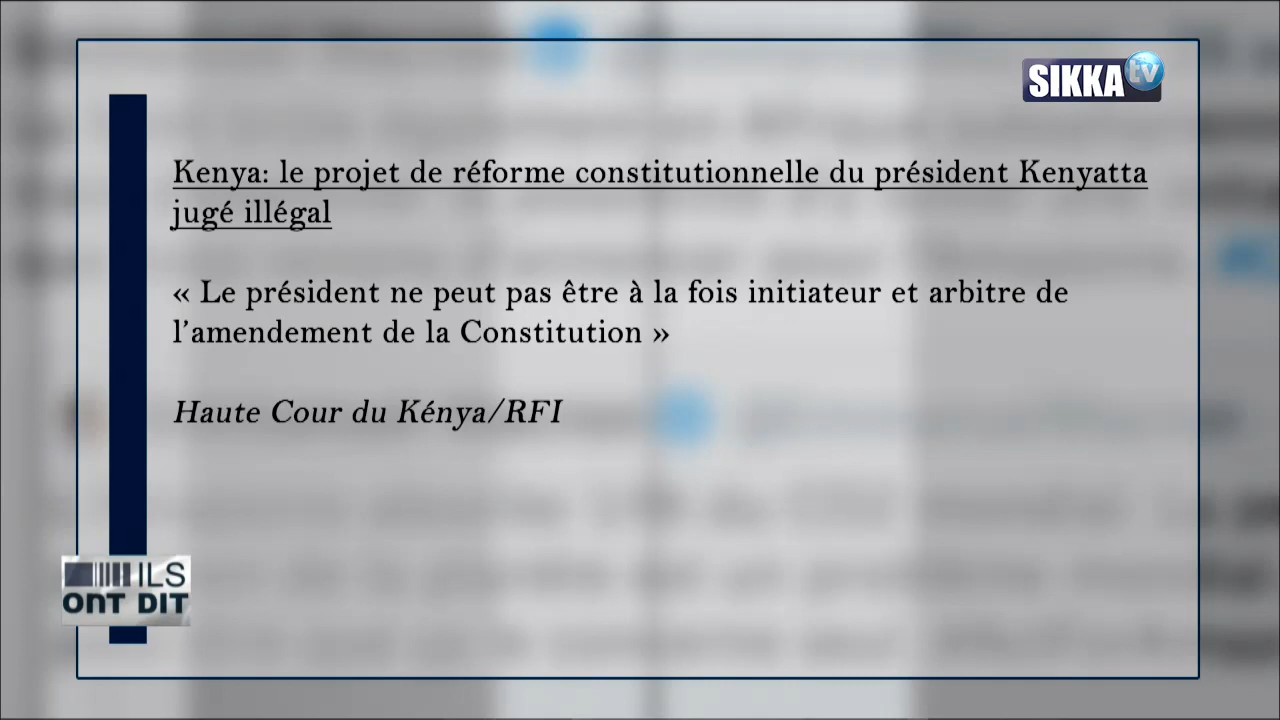 SIKKA tv
Kenya: le projet de réforme constitutionnelle du président Kenyatta
jugé illégal
« Le président ne peut pas être à la fois initiateur et arbitre de
l'amendement de la Constitution »
Haute Cour du Kénya/RFI
ILS
ONT DIT